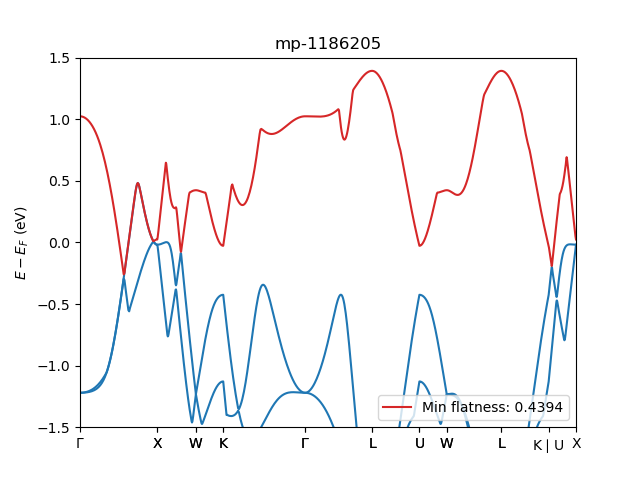 mp-1186205
1.5
1.0
0.5
0.0
−0.5
−1.0
−1.5
E − E_F (eV)
Min flatness: 0.4394
Γ X W K Γ L U W L K | U X